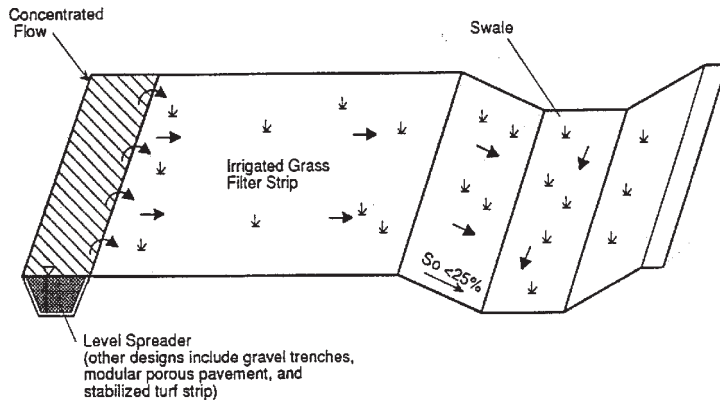 Concentrated
Flow
Swale
Irrigated Grass
Filter Strip
So <25%
Level Spreader
(other designs include gravel trenches,
modular porous pavement, and
stabilized turf strip)